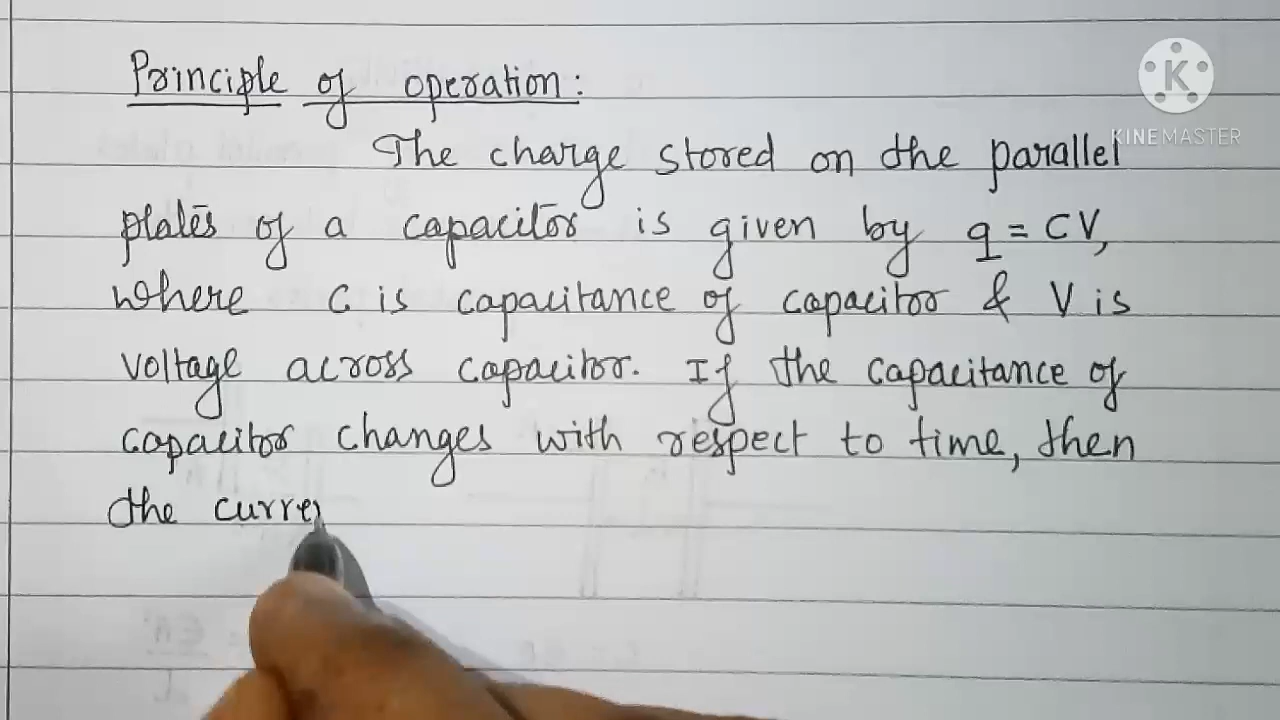 Principle of operation:
The charge stored on the parallel
plates of a capacitor is given by q = CV,
where C is capacitance of capacitor & V is
voltage across capacitor. If the capacitance of
capacitor changes with respect to time, then
the curre
K
KINEMASTER